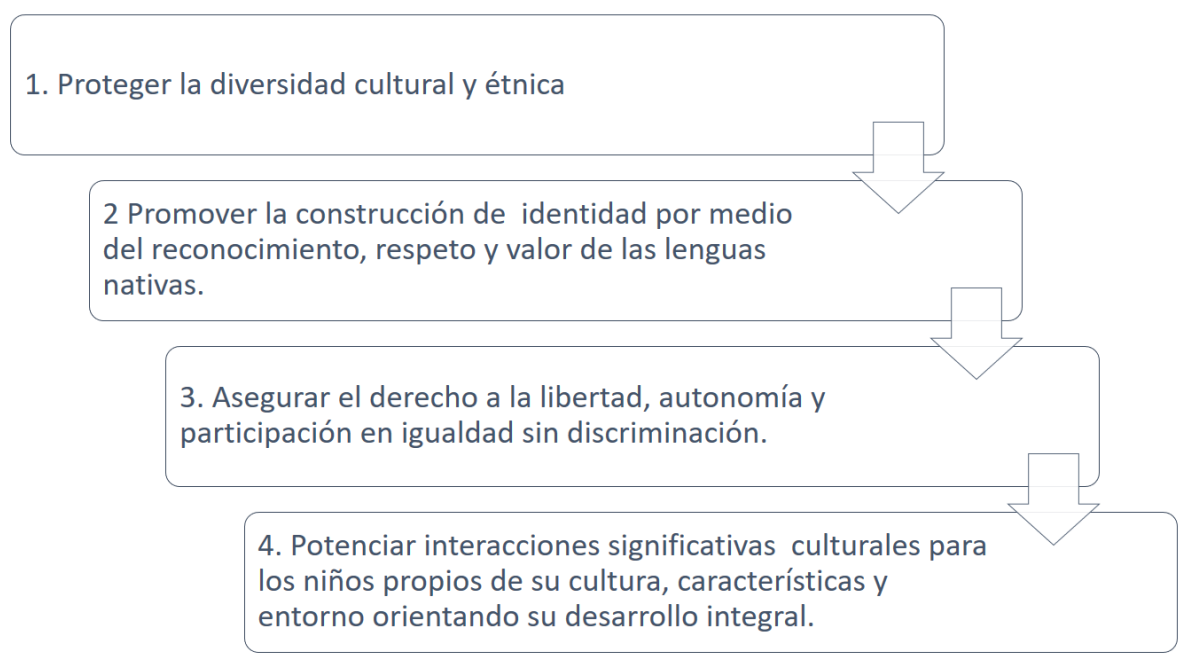 1. Proteger la diversidad cultural y étnica
2 Promover la construcción de  identidad por medio
del reconocimiento, respeto y valor de las lenguas
nativas.
3. Asegurar el derecho a la libertad, autonomía y
participación en igualdad sin discriminación.
4. Potenciar interacciones significativas  culturales para
los niños propios de su cultura, características y
entorno orientando su desarrollo integral.